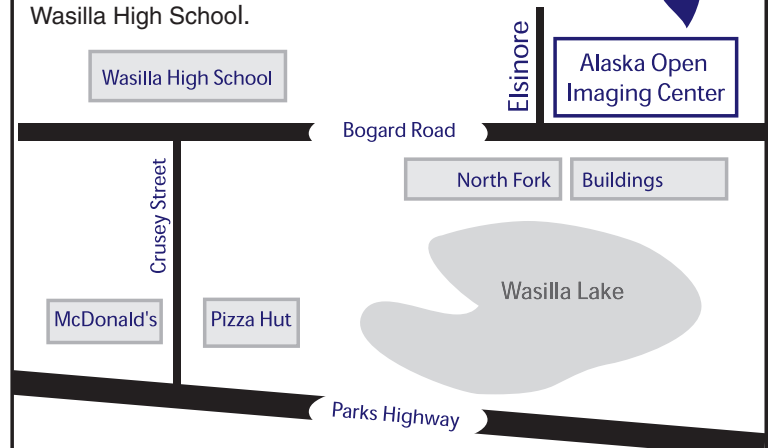 Wasilla High School.
Wasilla High School
Elsinore
Alaska Open
Imaging Center
Bogard Road
Crusey Street
North Fork
Buildings
Wasilla Lake
McDonald's
Pizza Hut
Parks Highway